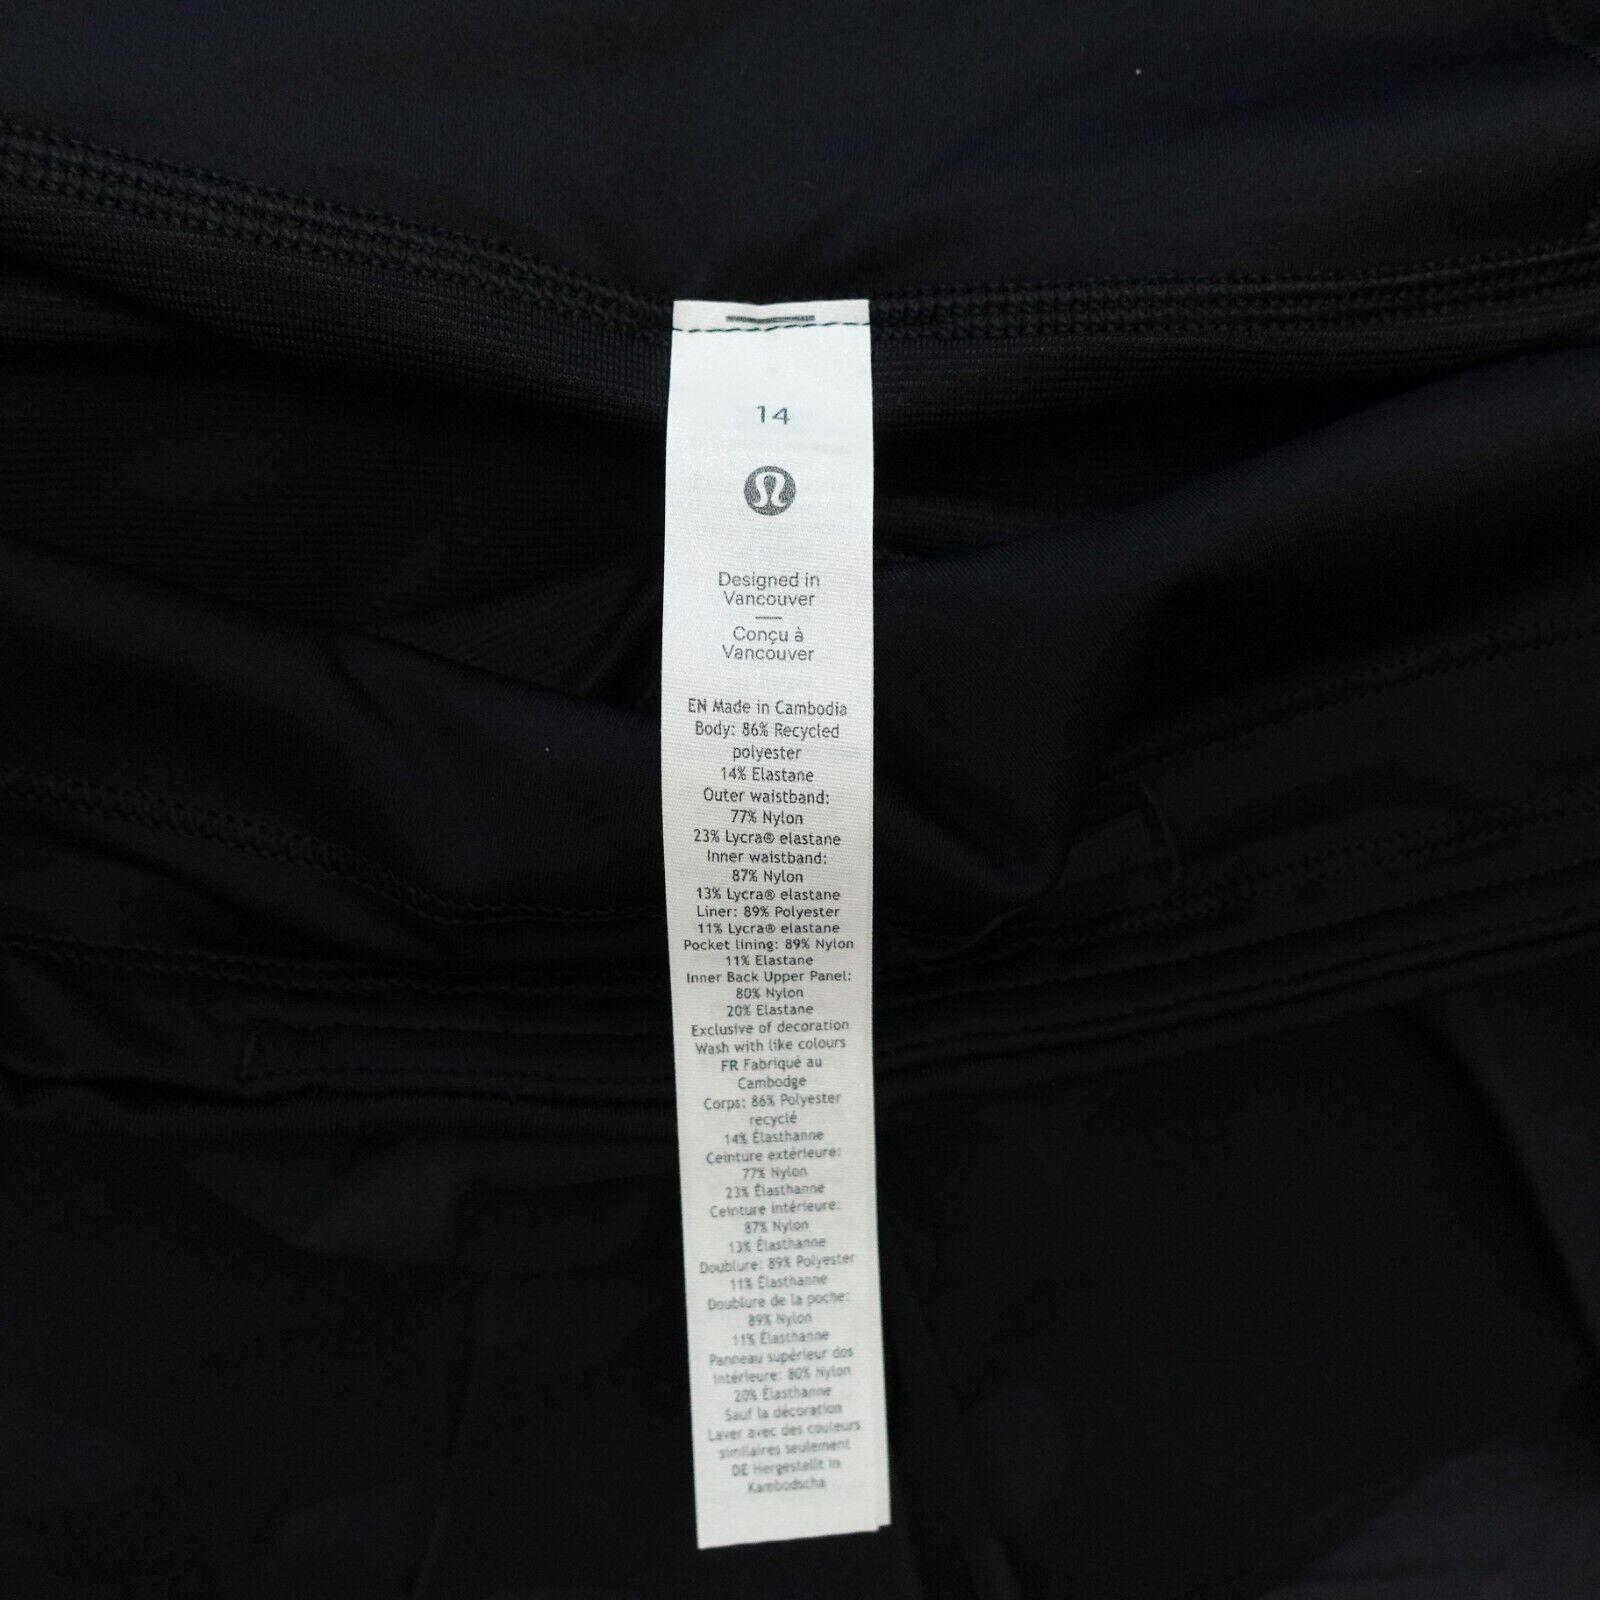 14
Designed in
Vancouver
Conçu à
Vancouver
EN Made in Cambodia
Body: 86% Recycled
polyester
14% Elastane
Outer waistband:
77% Nylon
23% Lycra® elastane
Inner waistband:
87% Nylon
13% Lycra® elastane
Liner: 89% Polyester
11% Lycra® elastane
Pocket lining: 89% Nylon
11% Elastane
Inner Back Upper Panel:
80% Nylon
20% Elastane
Exclusive of decoration
Wash with like colours
FR Fabriqué au
Cambodge
Corps: 86% Polyester
recyclé
14% Élasthanne
Ceinture extérieure:
77% Nylon
23% Élasthanne
Ceinture intérieure:
87% Nylon
13% Élasthanne
Doublure: 89% Polyester
11% Élasthanne
Doublure de la poche:
89% Nylon
11% Élasthanne
Panneau supérieur dos
intérieure: 80% Nylon
20% Élasthanne
Sauf la décoration
Laver avec des couleurs
similaires seulement
DE Hergestellt in
Kambodscha